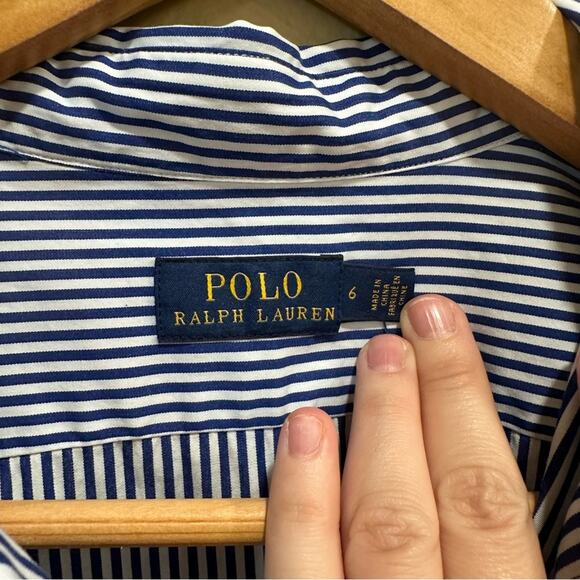 POLO
RALPH LAUREN
6
MADE IN
CHINA
FABRIQUÉ EN
CHINE